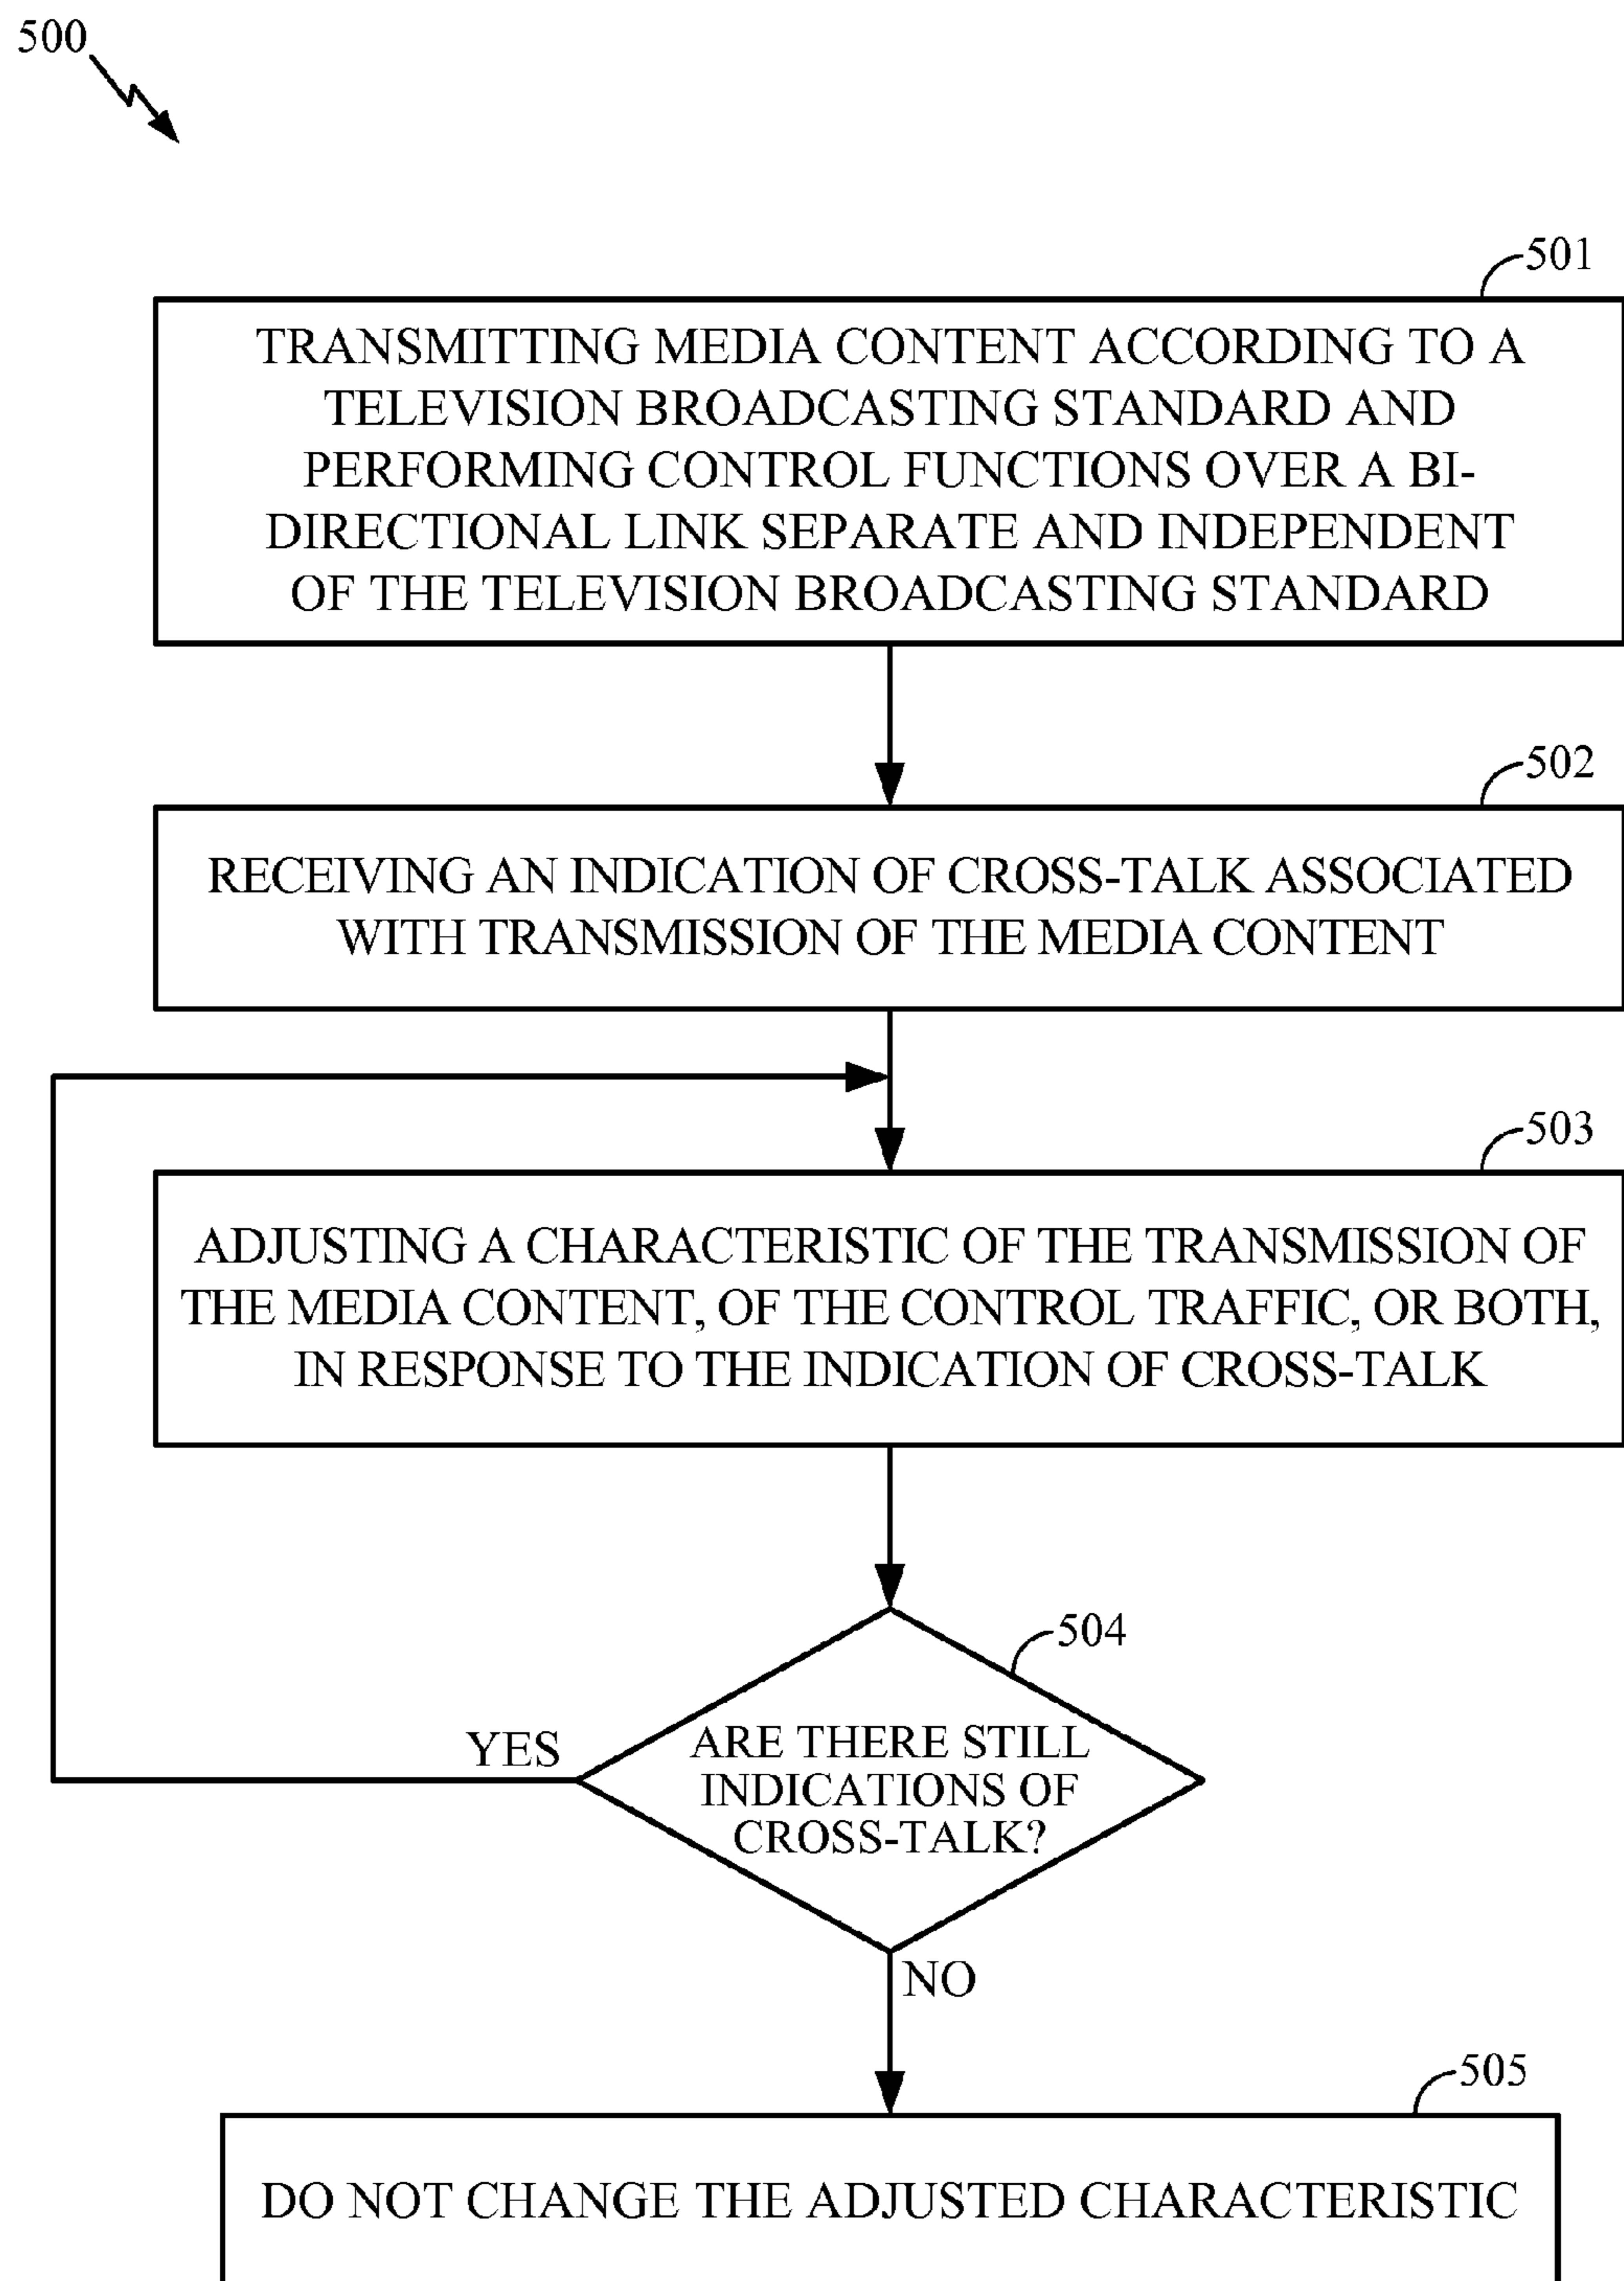 500
501
TRANSMITTING MEDIA CONTENT ACCORDING TO A
TELEVISION BROADCASTING STANDARD AND
PERFORMING CONTROL FUNCTIONS OVER A BI-
DIRECTIONAL LINK SEPARATE AND INDEPENDENT
OF THE TELEVISION BROADCASTING STANDARD
502
RECEIVING AN INDICATION OF CROSS-TALK ASSOCIATED
WITH TRANSMISSION OF THE MEDIA CONTENT
503
ADJUSTING A CHARACTERISTIC OF THE TRANSMISSION OF
THE MEDIA CONTENT, OF THE CONTROL TRAFFIC, OR BOTH,
IN RESPONSE TO THE INDICATION OF CROSS-TALK
504
YES
ARE THERE STILL
INDICATIONS OF
CROSS-TALK?
NO
505
DO NOT CHANGE THE ADJUSTED CHARACTERISTIC